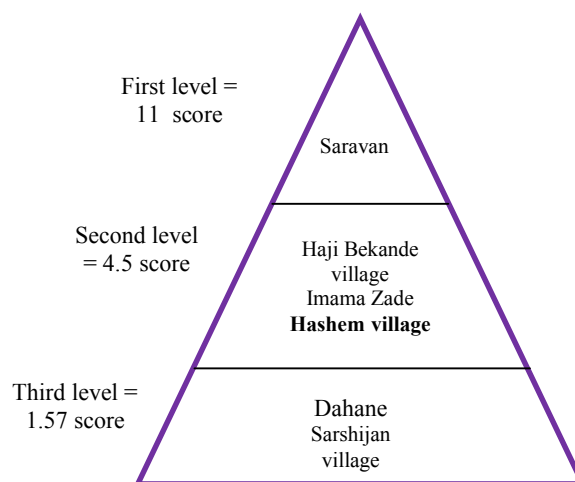 First level =
11 score
Saravan
Second level
= 4.5 score
Haji Bekande
village
Imama Zade
Hashem village
Third level =
1.57 score
Dahane
Sarshijan
village